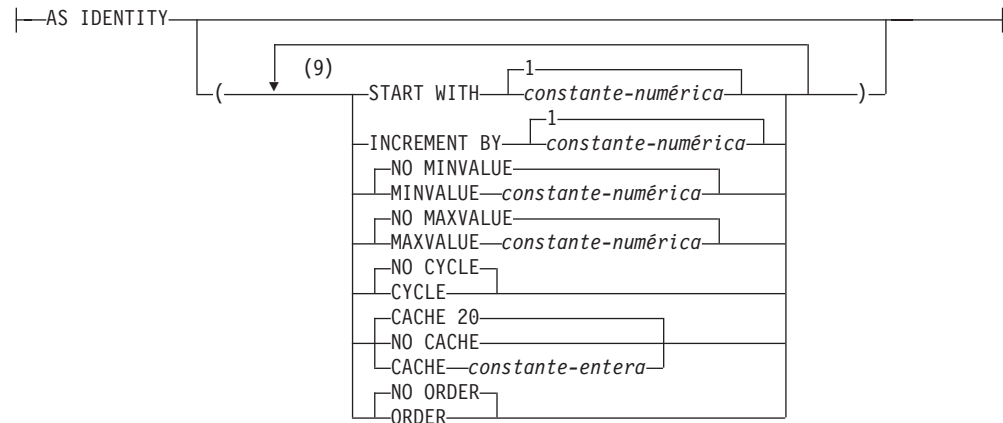 AS IDENTITY
(9)
1
( START WITH constante-numérica )
1
INCREMENT BY constante-numérica
NO MINVALUE
MINVALUE constante-numérica
NO MAXVALUE
MAXVALUE constante-numérica
NO CYCLE
CYCLE
CACHE 20
NO CACHE
CACHE constante-entera
NO ORDER
ORDER